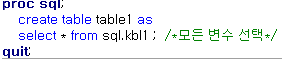 proc sql;
create table table1 as
select * from sql.kbl1 ; /*모든 변수 선택*/
quit;